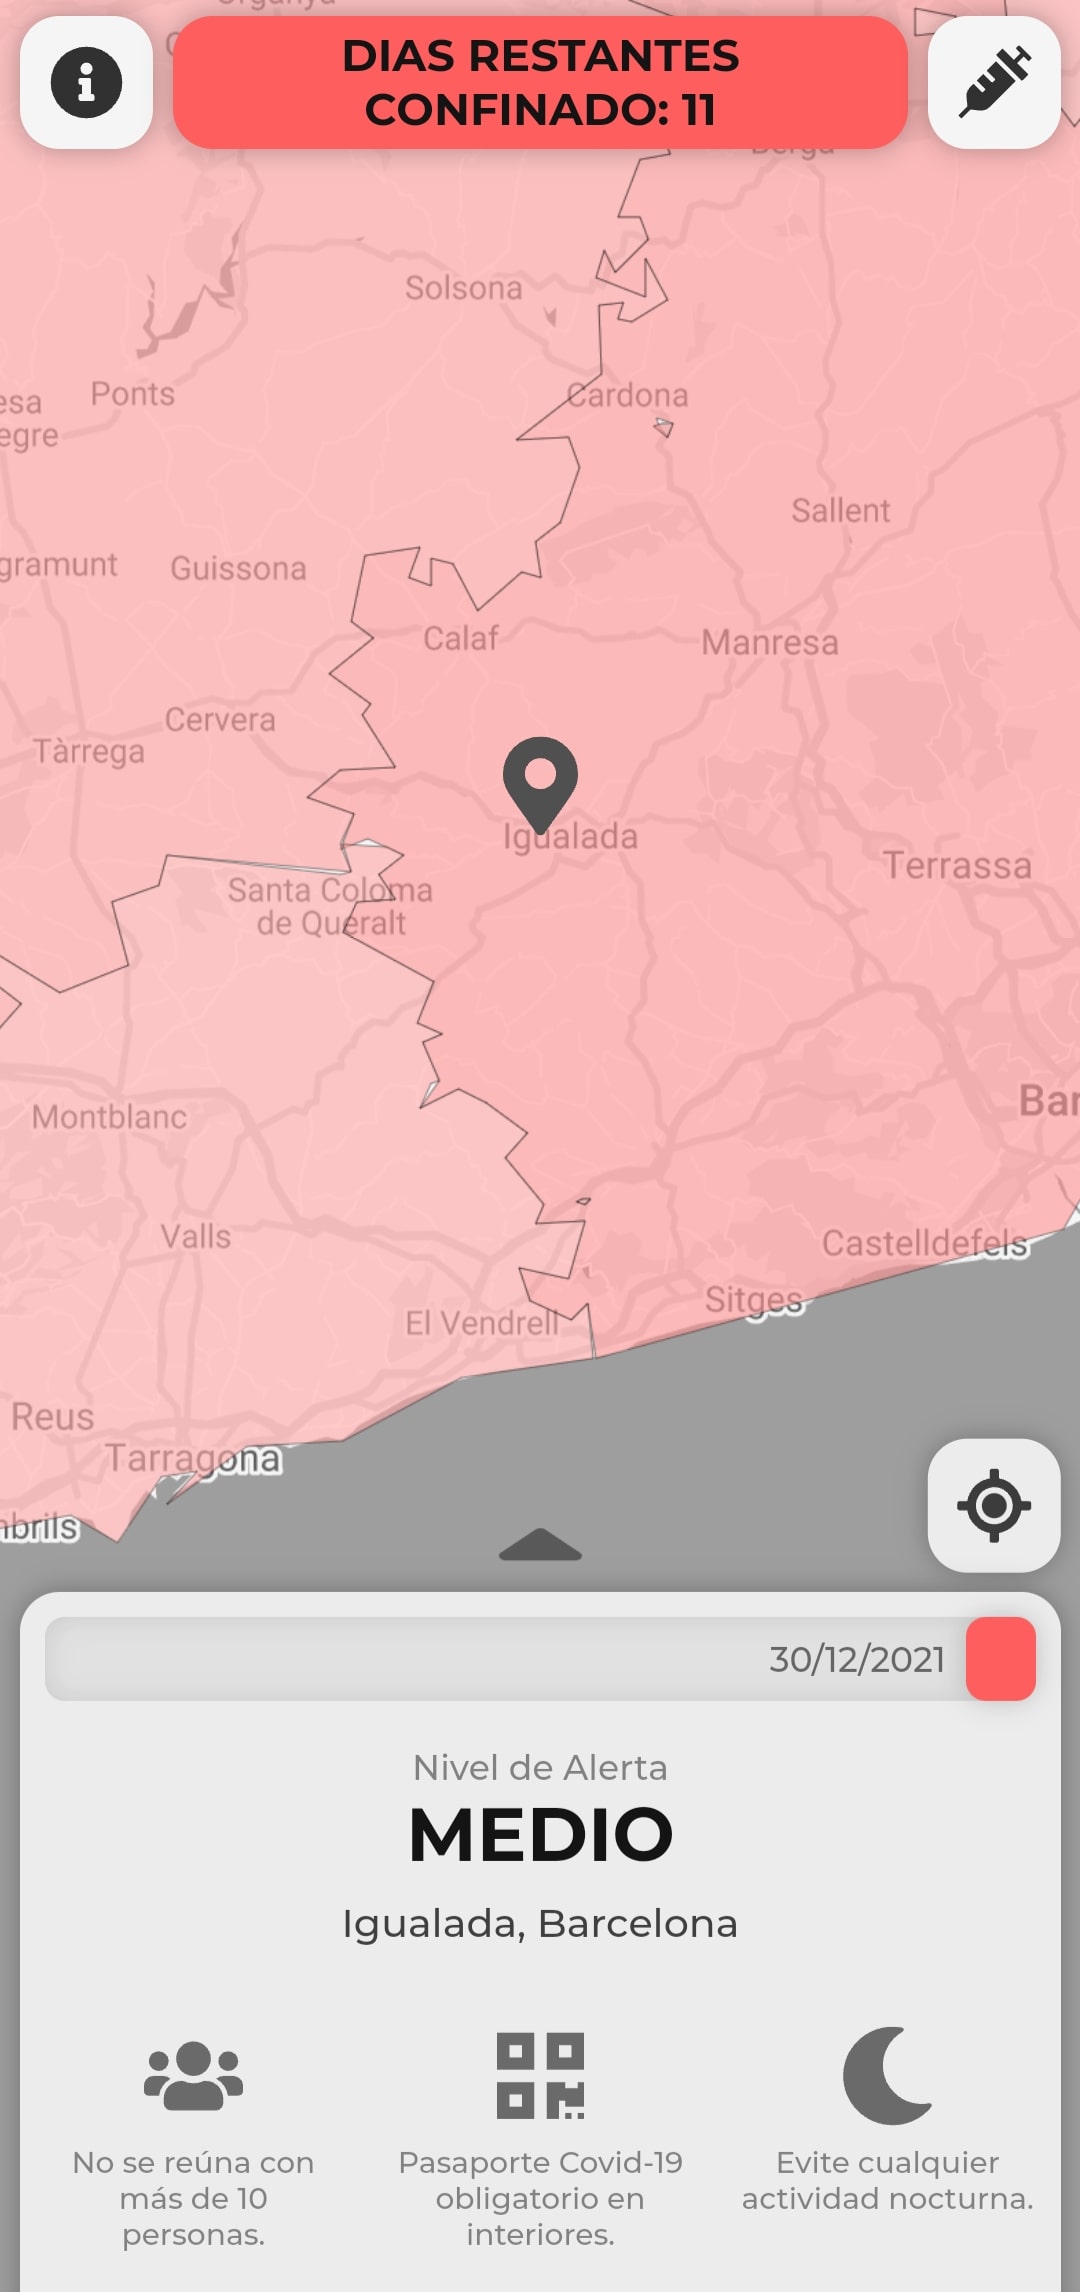 DIAS RESTANTES
CONFINADO: 11
Berga
Solsona
Ponts
Cardona
esa
egre
Sallent
gramunt
Guissona
Calaf
Manresa
Cervera
Tàrrega
Igualada
Terrassa
Santa Coloma
de Queralt
Bar
Montblanc
Valls
Castelldefels
Sitges
El Vendrell
Reus
Tarragona
brils
30/12/2021
Nivel de Alerta
MEDIO
Igualada, Barcelona
No se reúna con
más de 10
personas.
Pasaporte Covid-19
obligatorio en
interiores.
Evite cualquier
actividad nocturna.